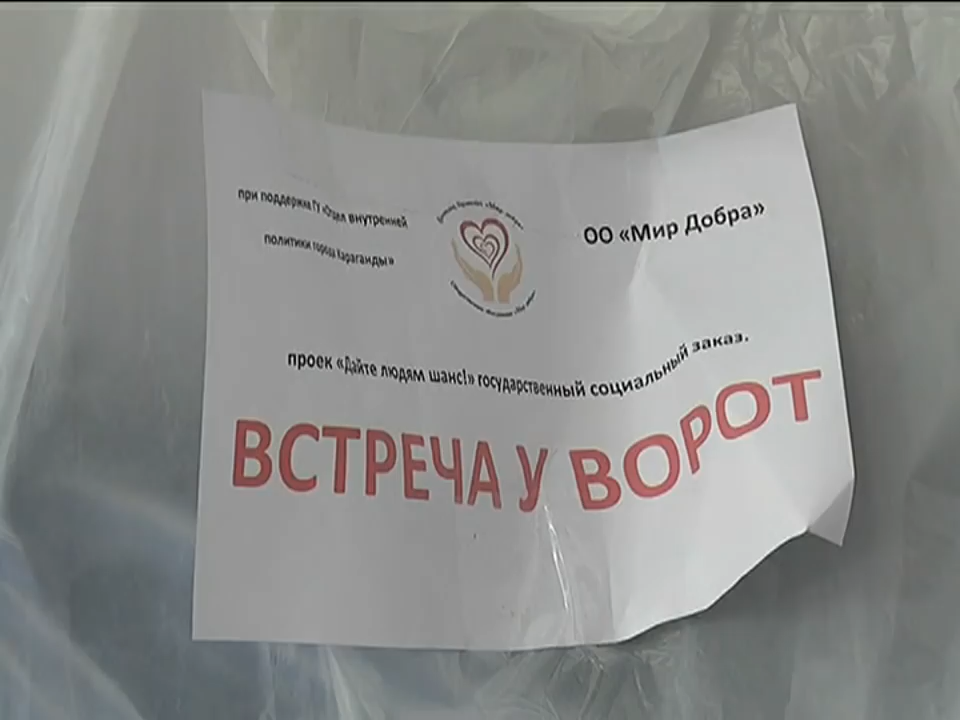 при поддержке ГУ «Отдел внутренней
политики города Караганды»
ОО «Мир Добра»
проек «Дайте людям шанс!» государственный социальный заказ.
ВСТРЕЧА У ВОРОТ